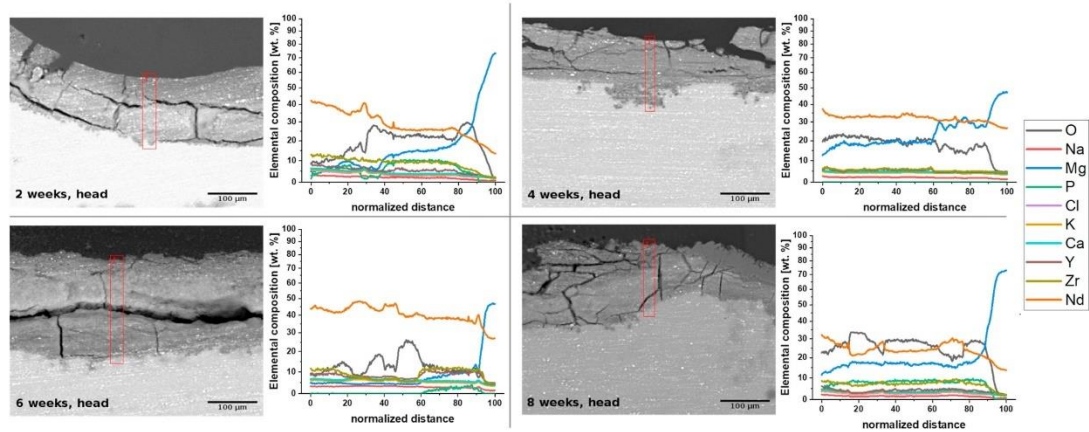 Elemental composition [wt. %]
100
90
80
70
60
50
40
30
20
10
0
0 20 40 60 80 100
normalized distance
2 weeks, head
100 µm
Elemental composition [wt. %]
100
90
80
70
60
50
40
30
20
10
0
0 20 40 60 80 100
normalized distance
4 weeks, head
100 µm
O
Na
Mg
P
Cl
K
Ca
Y
Zr
Nd
Elemental composition [wt. %]
100
90
80
70
60
50
40
30
20
10
0
0 20 40 60 80 100
normalized distance
6 weeks, head
100 µm
Elemental composition [wt. %]
100
90
80
70
60
50
40
30
20
10
0
0 20 40 60 80 100
normalized distance
8 weeks, head
100 µm